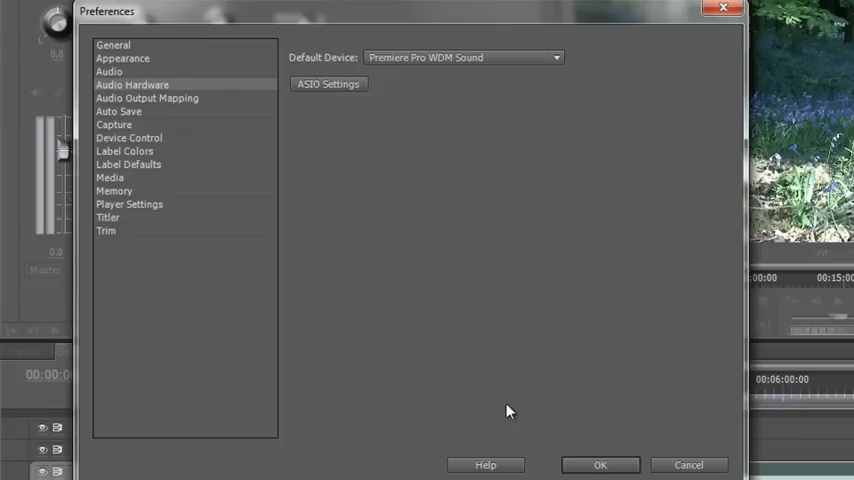 Preferences
General
Appearance
Audio
Audio Hardware
Audio Output Mapping
Auto Save
Capture
Device Control
Label Colors
Label Defaults
Media
Memory
Player Settings
Titler
Trim
Default Device: Premiere Pro WDM Sound
ASIO Settings
Help
OK
Cancel
L
0.0
0.0
Master
00:00:0
:00:00
00:15:0
00:06:00:00